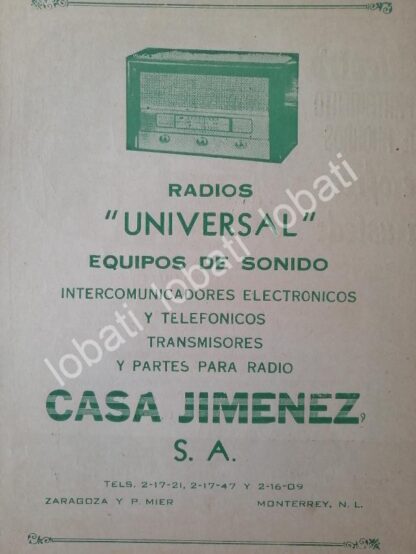 RADIOS
"UNIVERSAL"
EQUIPOS DE SONIDO
INTERCOMUNICADORES ELECTRONICOS
Y TELEFONICOS
TRANSMISORES
Y PARTES PARA RADIO
CASA JIMENEZ,
S. A.
TELS. 2-17-21, 2-17-47 Y 2-16-09
ZARAGOZA Y P. MIER MONTERREY, N. L.
lobati lobati lobati